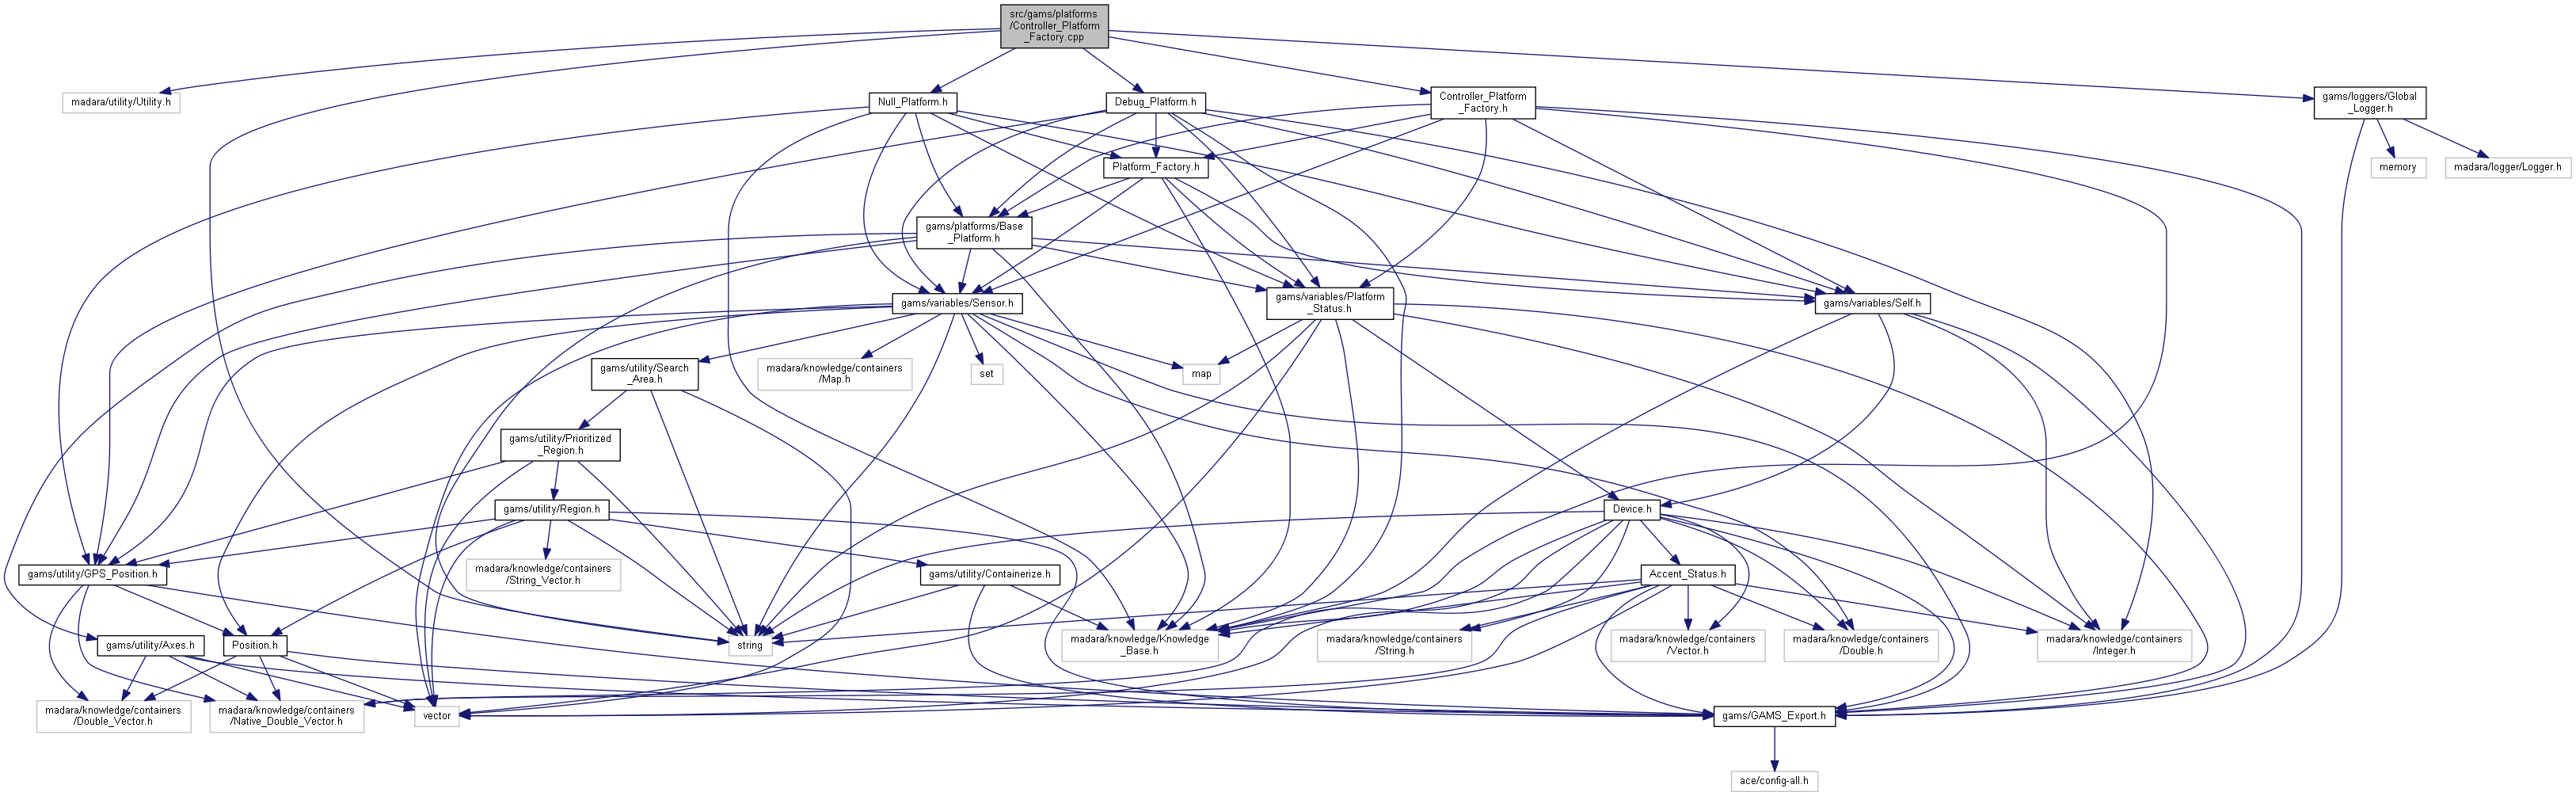 src/gams/platforms
/Controller_Platform
_Factory.cpp
madara/utility/Utility.h
Null_Platform.h
Debug_Platform.h
Controller_Platform
_Factory.h
gams/loggers/Global
_Logger.h
Platform_Factory.h
memory
madara/logger/Logger.h
gams/platforms/Base
_Platform.h
gams/variables/Sensor.h
gams/variables/Platform
_Status.h
gams/variables/Self.h
gams/utility/Search
_Area.h
madara/knowledge/containers
/Map.h
set
map
gams/utility/Prioritized
_Region.h
gams/utility/Region.h
Device.h
gams/utility/GPS_Position.h
madara/knowledge/containers
/String_Vector.h
gams/utility/Containerize.h
Accent_Status.h
gams/utility/Axes.h
Position.h
string
madara/knowledge/Knowledge
_Base.h
madara/knowledge/containers
/String.h
madara/knowledge/containers
/Vector.h
madara/knowledge/containers
/Double.h
madara/knowledge/containers
/Integer.h
madara/knowledge/containers
/Double_Vector.h
madara/knowledge/containers
/Native_Double_Vector.h
vector
gams/GAMS_Export.h
ace/config-all.h